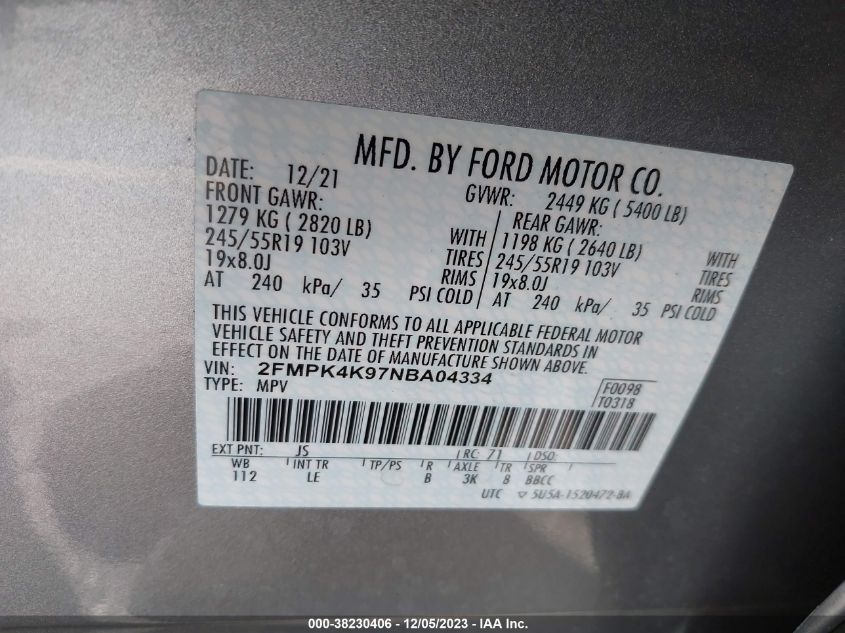 MFD. BY FORD MOTOR CO.
DATE: 12/21 GVWR: 2449 KG ( 5400 LB)
FRONT GAWR: REAR GAWR:
1279 KG ( 2820 LB) WITH 1198 KG ( 2640 LB) WITH
245/55R19 103V TIRES 245/55R19 103V TIRES
19x8.0J RIMS 19x8.0J RIMS
AT 240 kPa/ 35 PSI COLD AT 240 kPa/ 35 PSI COLD
THIS VEHICLE CONFORMS TO ALL APPLICABLE FEDERAL MOTOR
VEHICLE SAFETY AND THEFT PREVENTION STANDARDS IN
EFFECT ON THE DATE OF MANUFACTURE SHOWN ABOVE.
VIN: 2FMPK4K97NBA04334
TYPE: MPV F0098
T0318
EXT PNT: JS RC: 71 DSO:
WB INT TR TP/PS R AXLE TR SPR
112 LE B 3K 8 BBCC
UTC ▽ 5U5A-1520472-BA
000-38230406 - 12/05/2023 - IAA Inc.